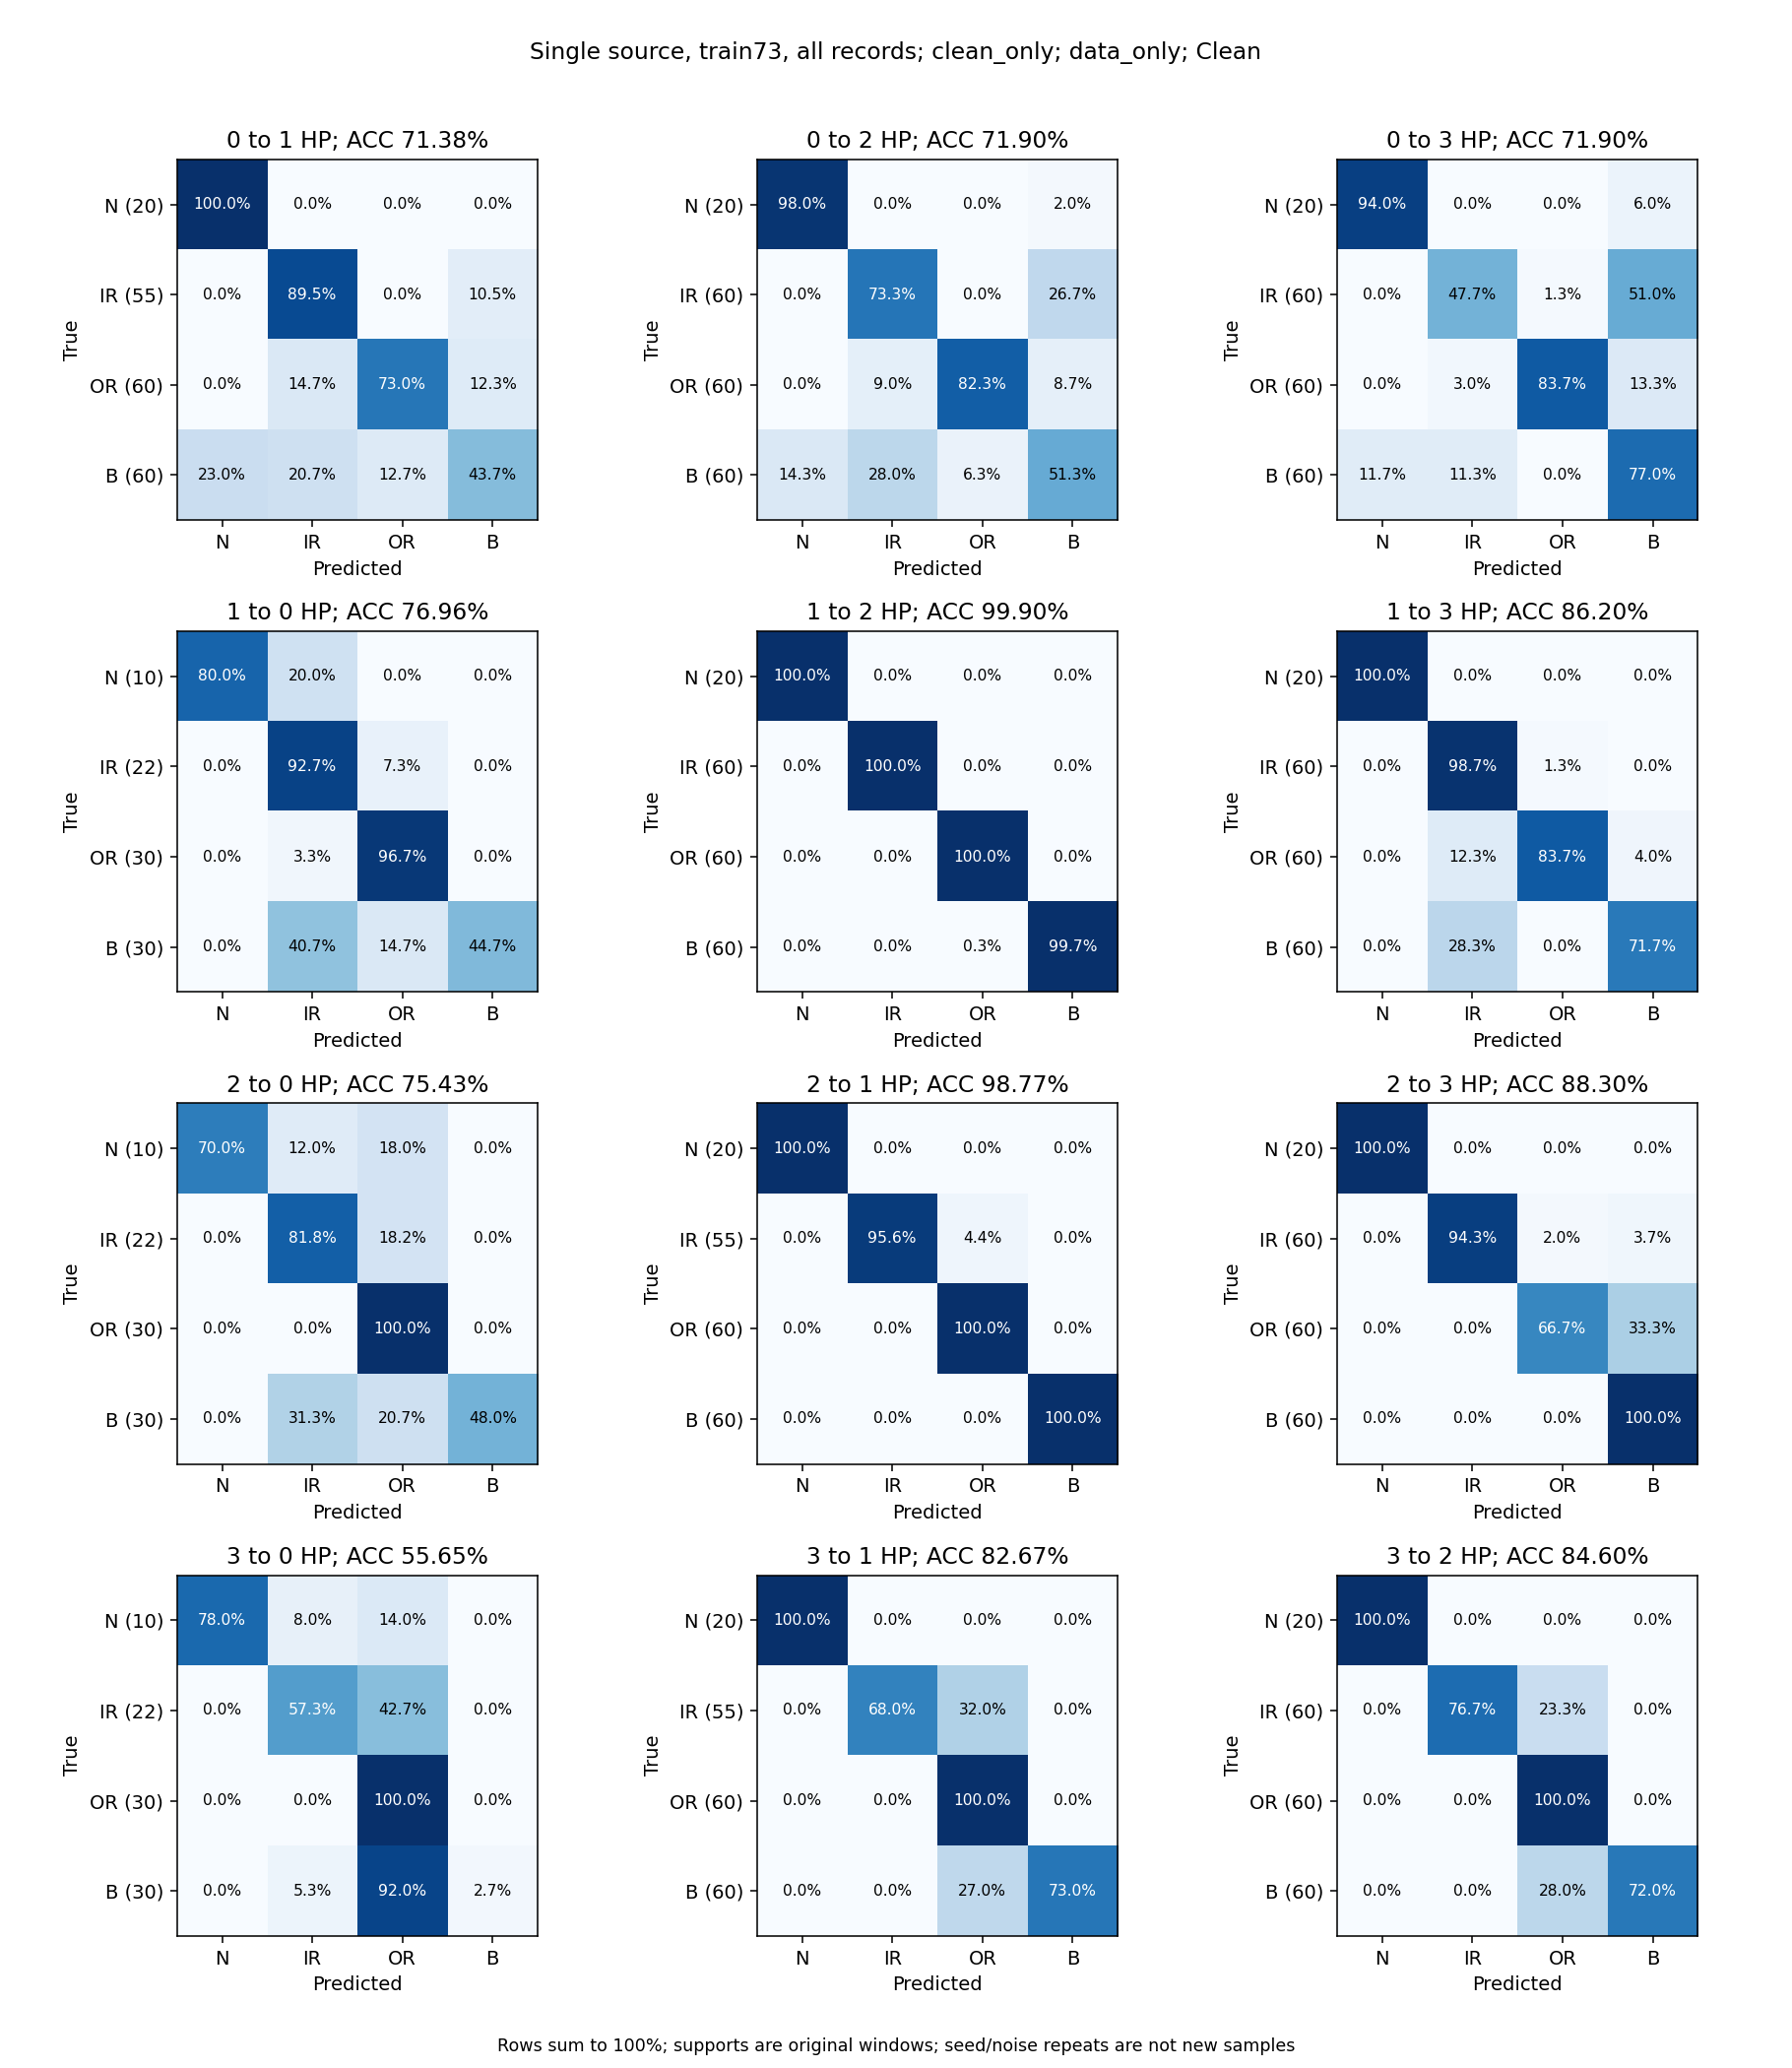 Single source, train73, all records; clean_only; data_only; Clean
0 to 1 HP; ACC 71.38%
True
N (20) 100.0% 0.0% 0.0% 0.0%
IR (55) 0.0% 89.5% 0.0% 10.5%
OR (60) 0.0% 14.7% 73.0% 12.3%
B (60) 23.0% 20.7% 12.7% 43.7%
N IR OR B
Predicted
0 to 2 HP; ACC 71.90%
True
N (20) 98.0% 0.0% 0.0% 2.0%
IR (60) 0.0% 73.3% 0.0% 26.7%
OR (60) 0.0% 9.0% 82.3% 8.7%
B (60) 14.3% 28.0% 6.3% 51.3%
N IR OR B
Predicted
0 to 3 HP; ACC 71.90%
True
N (20) 94.0% 0.0% 0.0% 6.0%
IR (60) 0.0% 47.7% 1.3% 51.0%
OR (60) 0.0% 3.0% 83.7% 13.3%
B (60) 11.7% 11.3% 0.0% 77.0%
N IR OR B
Predicted
1 to 0 HP; ACC 76.96%
True
N (10) 80.0% 20.0% 0.0% 0.0%
IR (22) 0.0% 92.7% 7.3% 0.0%
OR (30) 0.0% 3.3% 96.7% 0.0%
B (30) 0.0% 40.7% 14.7% 44.7%
N IR OR B
Predicted
1 to 2 HP; ACC 99.90%
True
N (20) 100.0% 0.0% 0.0% 0.0%
IR (60) 0.0% 100.0% 0.0% 0.0%
OR (60) 0.0% 0.0% 100.0% 0.0%
B (60) 0.0% 0.0% 0.3% 99.7%
N IR OR B
Predicted
1 to 3 HP; ACC 86.20%
True
N (20) 100.0% 0.0% 0.0% 0.0%
IR (60) 0.0% 98.7% 1.3% 0.0%
OR (60) 0.0% 12.3% 83.7% 4.0%
B (60) 0.0% 28.3% 0.0% 71.7%
N IR OR B
Predicted
2 to 0 HP; ACC 75.43%
True
N (10) 70.0% 12.0% 18.0% 0.0%
IR (22) 0.0% 81.8% 18.2% 0.0%
OR (30) 0.0% 0.0% 100.0% 0.0%
B (30) 0.0% 31.3% 20.7% 48.0%
N IR OR B
Predicted
2 to 1 HP; ACC 98.77%
True
N (20) 100.0% 0.0% 0.0% 0.0%
IR (55) 0.0% 95.6% 4.4% 0.0%
OR (60) 0.0% 0.0% 100.0% 0.0%
B (60) 0.0% 0.0% 0.0% 100.0%
N IR OR B
Predicted
2 to 3 HP; ACC 88.30%
True
N (20) 100.0% 0.0% 0.0% 0.0%
IR (60) 0.0% 94.3% 2.0% 3.7%
OR (60) 0.0% 0.0% 66.7% 33.3%
B (60) 0.0% 0.0% 0.0% 100.0%
N IR OR B
Predicted
3 to 0 HP; ACC 55.65%
True
N (10) 78.0% 8.0% 14.0% 0.0%
IR (22) 0.0% 57.3% 42.7% 0.0%
OR (30) 0.0% 0.0% 100.0% 0.0%
B (30) 0.0% 5.3% 92.0% 2.7%
N IR OR B
Predicted
3 to 1 HP; ACC 82.67%
True
N (20) 100.0% 0.0% 0.0% 0.0%
IR (55) 0.0% 68.0% 32.0% 0.0%
OR (60) 0.0% 0.0% 100.0% 0.0%
B (60) 0.0% 0.0% 27.0% 73.0%
N IR OR B
Predicted
3 to 2 HP; ACC 84.60%
True
N (20) 100.0% 0.0% 0.0% 0.0%
IR (60) 0.0% 76.7% 23.3% 0.0%
OR (60) 0.0% 0.0% 100.0% 0.0%
B (60) 0.0% 0.0% 28.0% 72.0%
N IR OR B
Predicted
Rows sum to 100%; supports are original windows; seed/noise repeats are not new samples